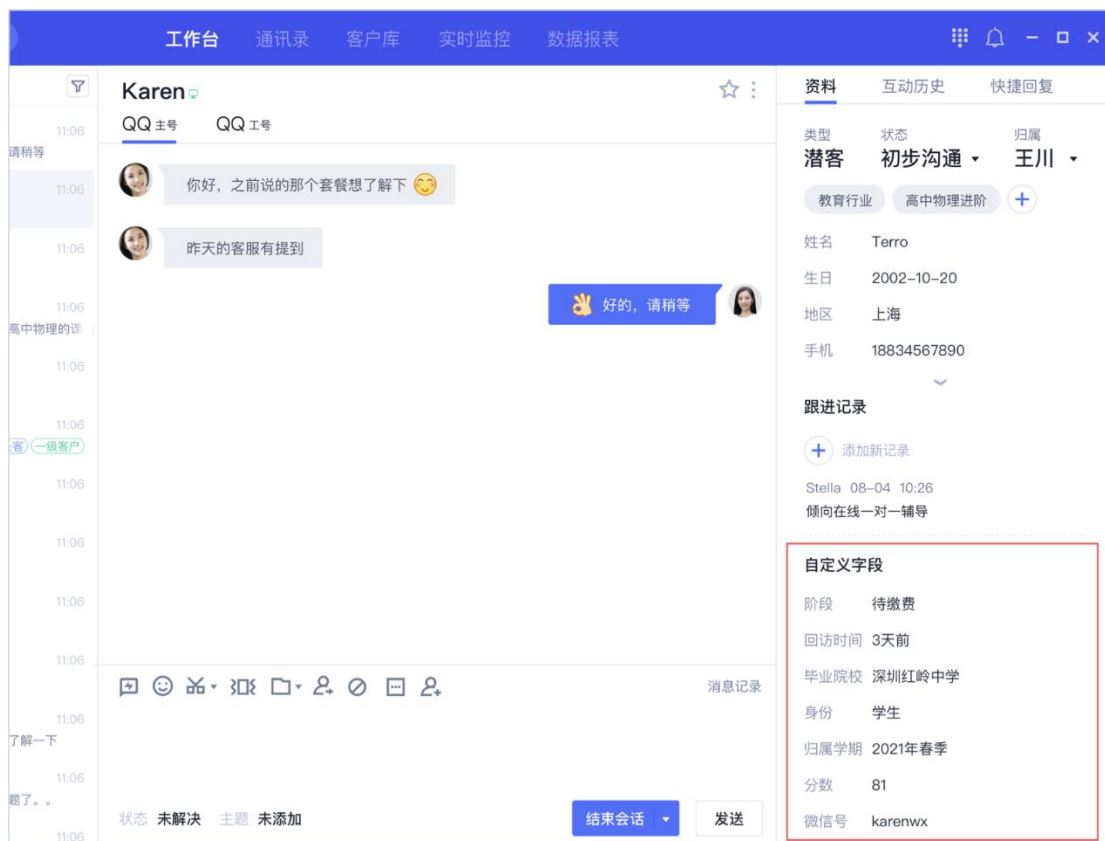 工作台 通讯录 客户库 实时监控 数据报表
11:06
请稍等
11:06
11:06
11:06
高中物理的
11:06
11:06
客 一级客户
11:06
11:06
11:06
11:06
11:06
了解一下
11:06
题了。。
11:06
Karen
QQ 主号 QQ 工号
你好，之前说的那个套餐想了解下
昨天的客服有提到
好的，请稍等
消息记录
状态 未解决 主题 未添加
结束会话 发送
资料 互动历史 快捷回复
类型 状态 归属
潜客 初步沟通 王川
教育行业 高中物理进阶
姓名 Terro
生日 2002-10-20
地区 上海
手机 18834567890
跟进记录
添加新记录
Stella 08-04 10:26
倾向在线一对一辅导
自定义字段
阶段 待缴费
回访时间 3天前
毕业院校 深圳红岭中学
身份 学生
归属学期 2021年春季
分数 81
微信号 karenwx